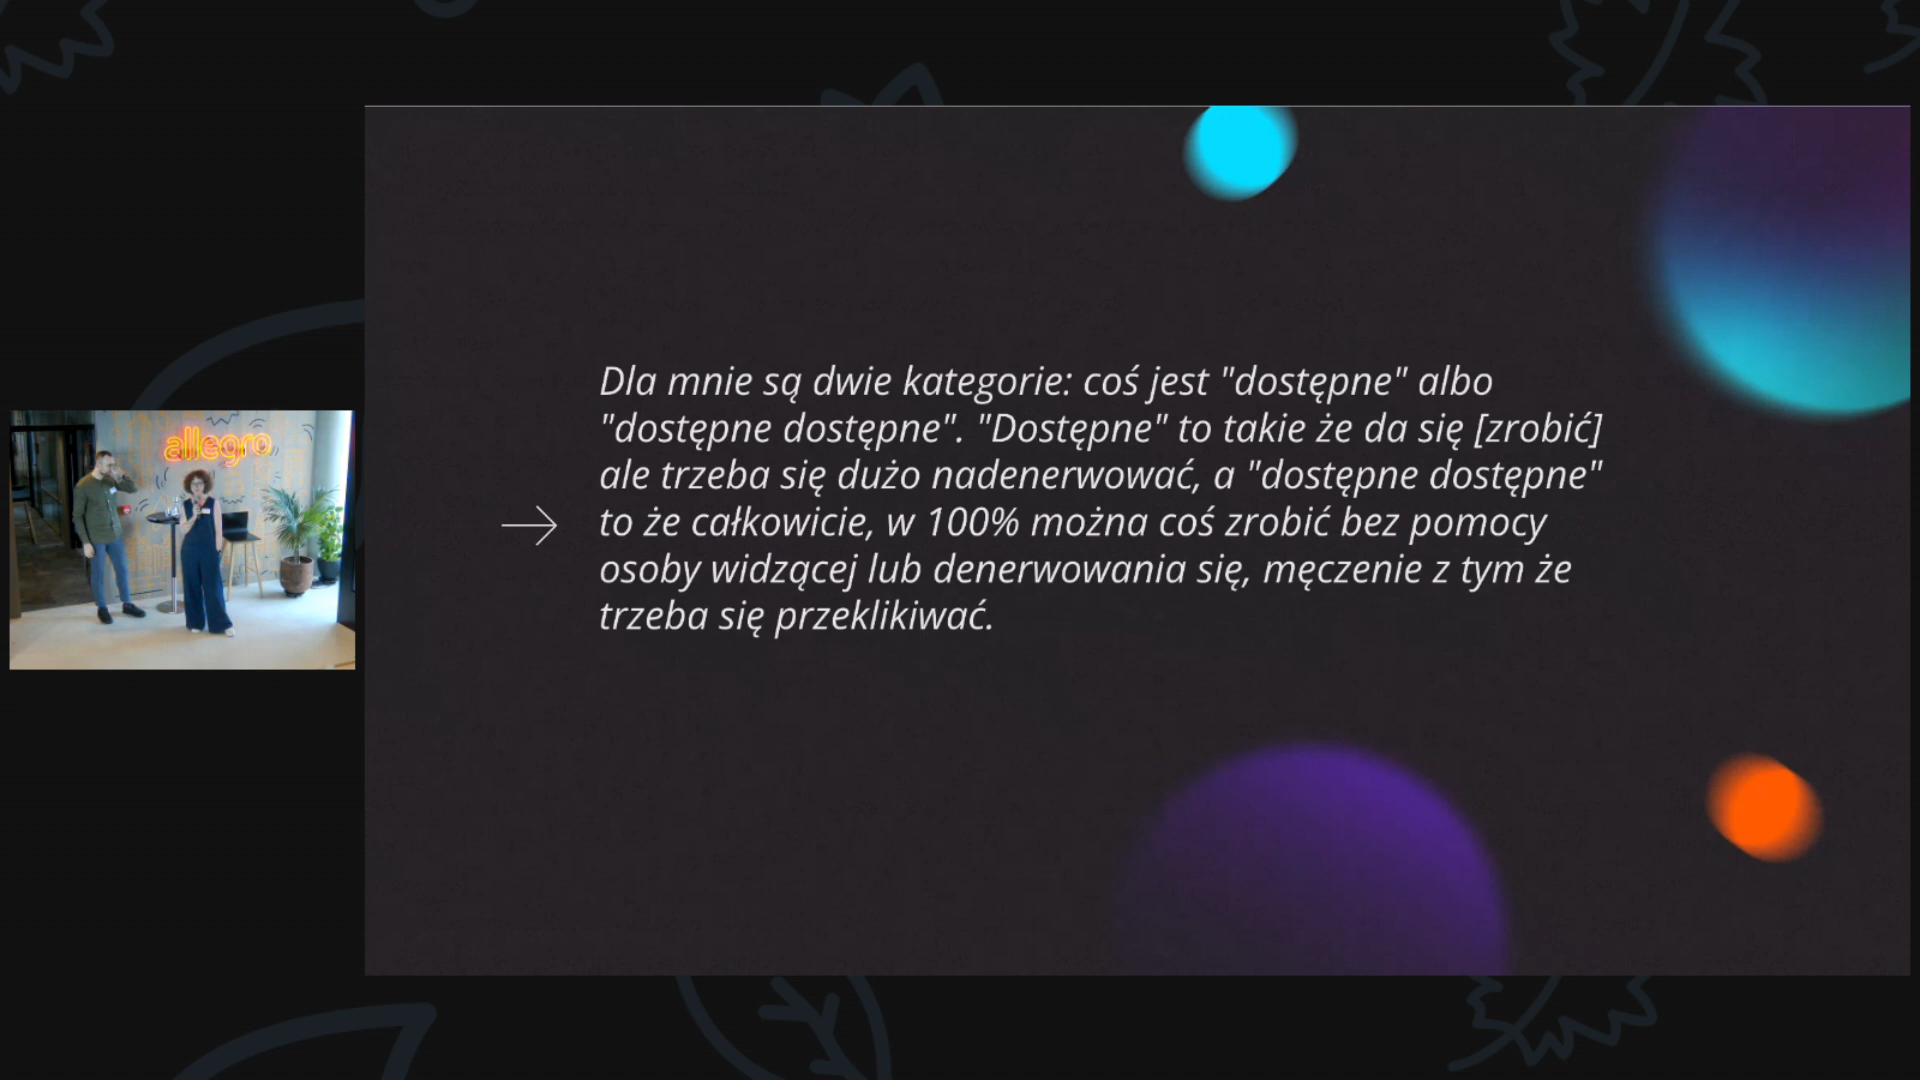 allegro
Dla mnie są dwie kategorie: coś jest "dostępne" albo
"dostępne dostępne". "Dostępne" to takie że da się [zrobić]
ale trzeba się dużo nadenerwować, a "dostępne dostępne"
to że całkowicie, w 100% można coś zrobić bez pomocy
osoby widzącej lub denerwowania się, męczenie z tym że
trzeba się przeklikiwać.